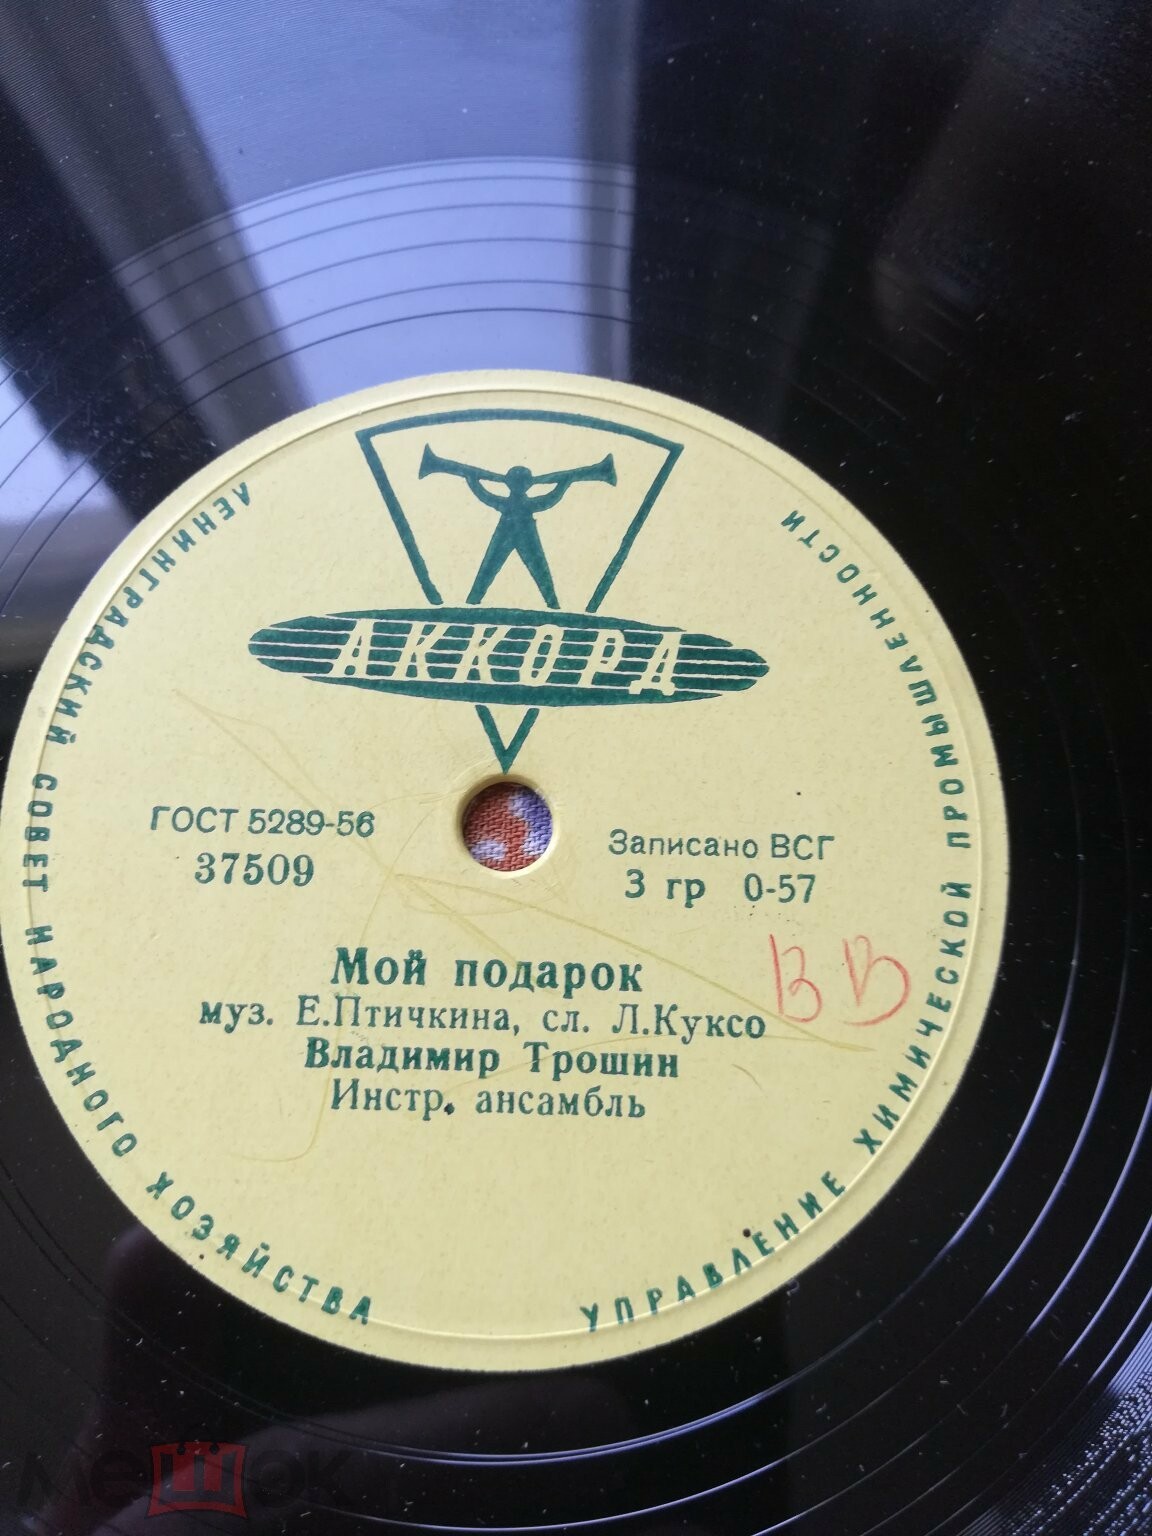 АККОРД
ЛЕНИНГРАДСКИЙ СОВЕТ НАРОДНОГО ХОЗЯЙСТВА
УПРАВЛЕНИЕ ХИМИЧЕСКОЙ ПРОМЫШЛЕННОСТИ
ГОСТ 5289-56
37509
Записано ВСГ
3 гр 0-57
ВВ
Мой подарок
муз. Е.Птичкина, сл. Л.Куксо
Владимир Трошин
Инстр. ансамбль
мешок